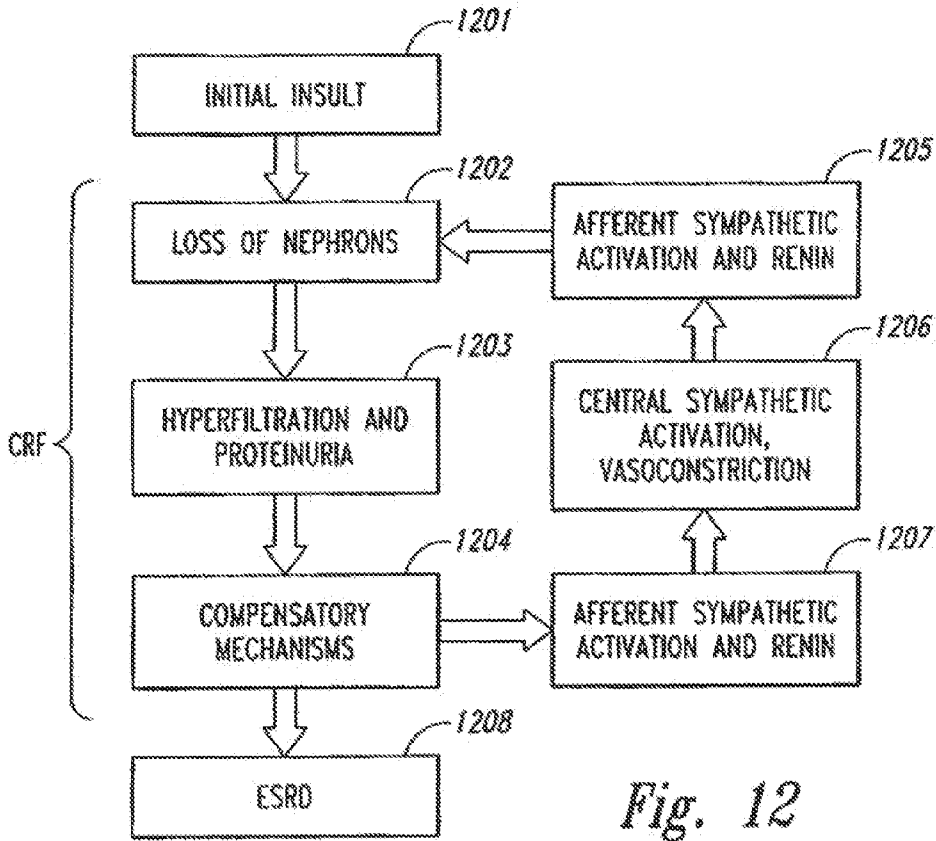 1201
INITIAL INSULT
1202
LOSS OF NEPHRONS
1203
HYPERFILTRATION AND
PROTEINURIA
CRF
1204
COMPENSATORY
MECHANISMS
1208
ESRD
1205
AFFERENT SYMPATHETIC
ACTIVATION AND RENIN
1206
CENTRAL SYMPATHETIC
ACTIVATION,
VASOCONSTRICTION
1207
AFFERENT SYMPATHETIC
ACTIVATION AND RENIN
Fig. 12